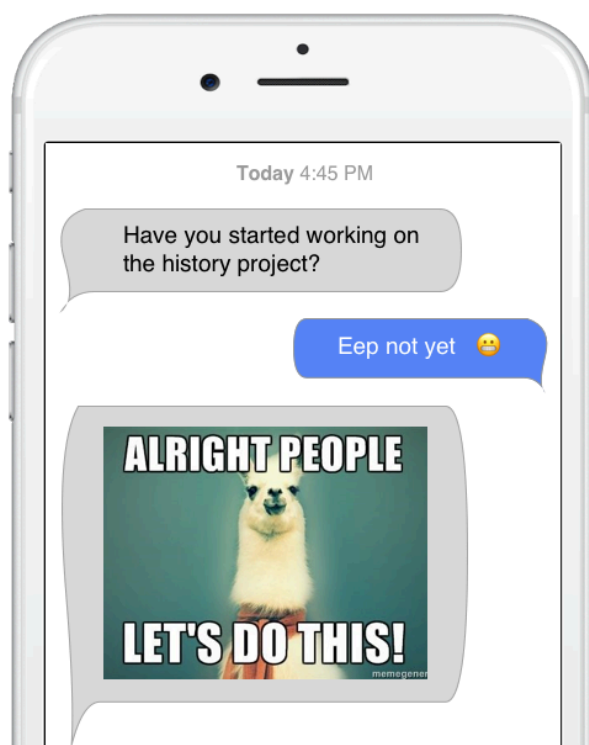 Today 4:45 PM
Have you started working on
the history project?
Eep not yet 😬
ALRIGHT PEOPLE
LET'S DO THIS!
memegener